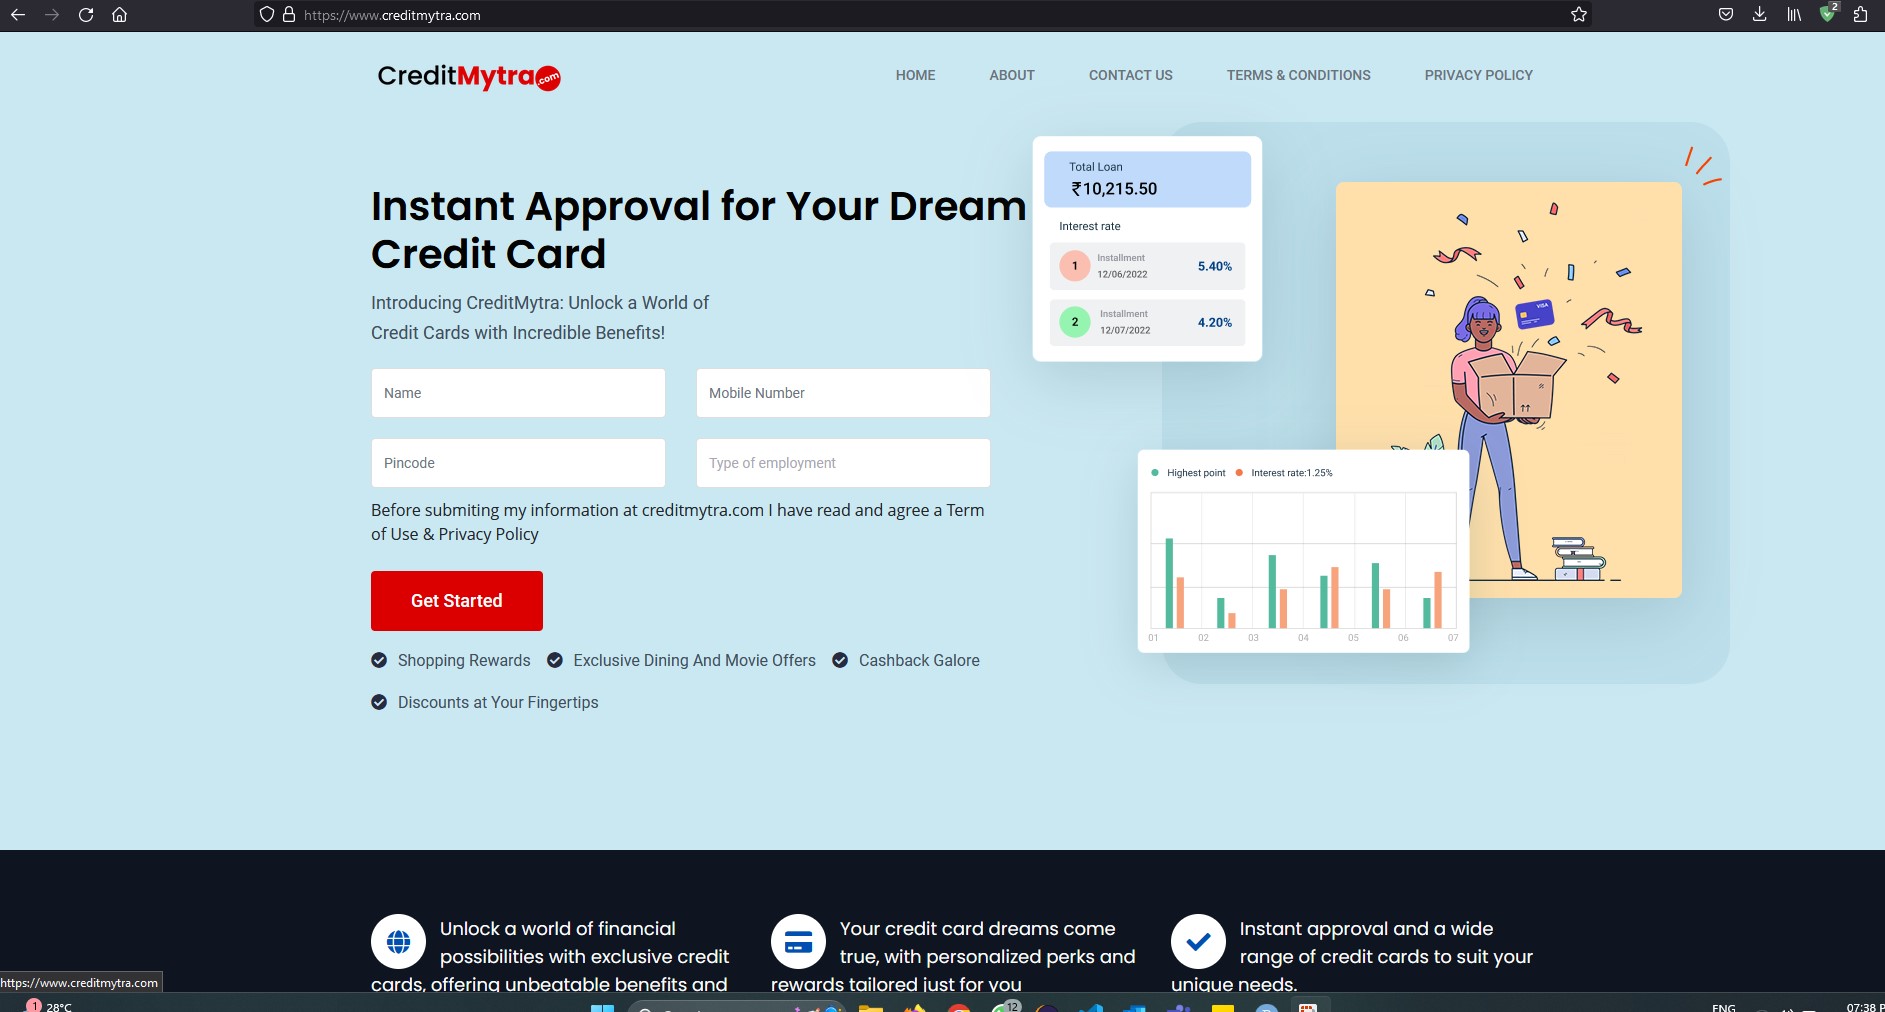 https://www.creditmytra.com
2
CreditMytra.com
HOME ABOUT CONTACT US TERMS & CONDITIONS PRIVACY POLICY
Instant Approval for Your Dream
Credit Card
Introducing CreditMytra: Unlock a World of
Credit Cards with Incredible Benefits!
Name
Mobile Number
Pincode
Type of employment
Before submiting my information at creditmytra.com I have read and agree a Term
of Use & Privacy Policy
Get Started
Shopping Rewards
Exclusive Dining And Movie Offers
Cashback Galore
Discounts at Your Fingertips
Total Loan
₹10,215.50
Interest rate
1
Installment
12/06/2022
5.40%
2
Installment
12/07/2022
4.20%
VISA
Highest point
Interest rate:1.25%
01 02 03 04 05 06 07
Unlock a world of financial
possibilities with exclusive credit
cards, offering unbeatable benefits and
Your credit card dreams come
true, with personalized perks and
rewards tailored just for you
Instant approval and a wide
range of credit cards to suit your
unique needs.
https://www.creditmytra.com
1
28°C
12
ENG
07:38 P